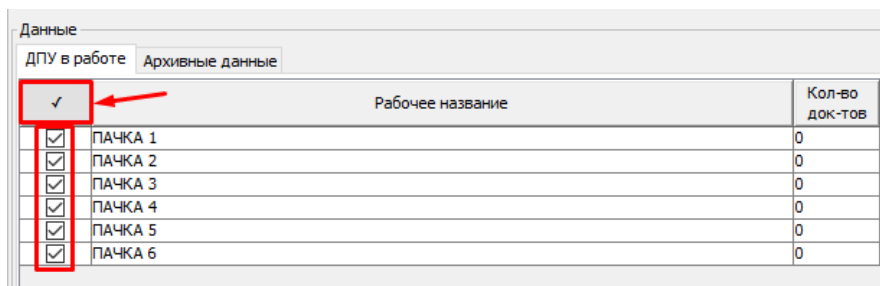 Данные
ДПУ в работе Архивные данные
✓ Рабочее название Кол-во док-тов
ПАЧКА 1 0
ПАЧКА 2 0
ПАЧКА 3 0
ПАЧКА 4 0
ПАЧКА 5 0
ПАЧКА 6 0